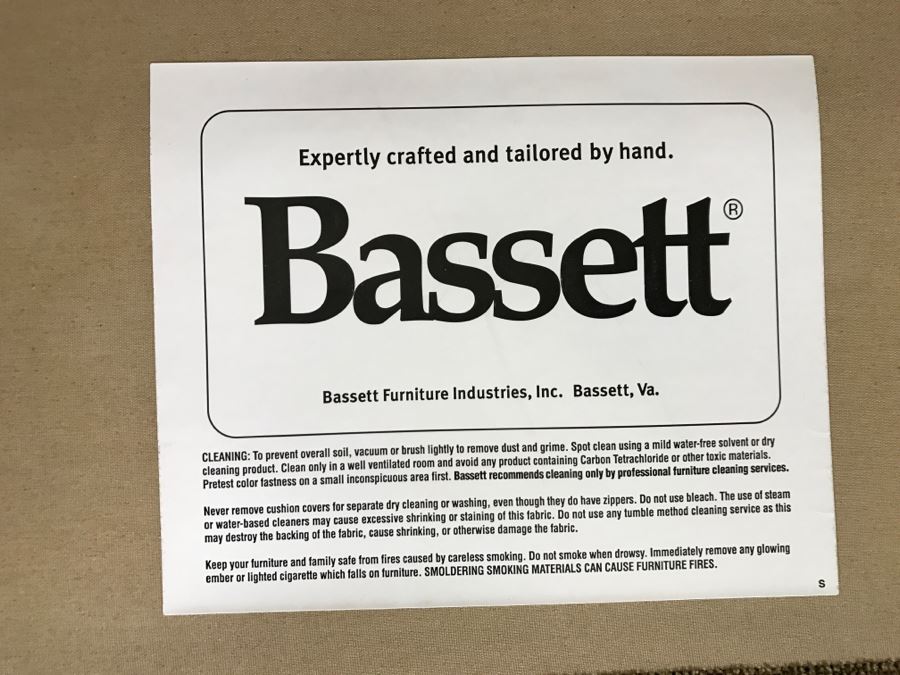 Expertly crafted and tailored by hand.
Bassett®
Bassett Furniture Industries, Inc. Bassett, Va.
CLEANING: To prevent overall soil, vacuum or brush lightly to remove dust and grime. Spot clean using a mild water-free solvent or dry
cleaning product. Clean only in a well ventilated room and avoid any product containing Carbon Tetrachloride or other toxic materials.
Pretest color fastness on a small inconspicuous area first. Bassett recommends cleaning only by professional furniture cleaning services.
Never remove cushion covers for separate dry cleaning or washing, even though they do have zippers. Do not use bleach. The use of steam
or water-based cleaners may cause excessive shrinking or staining of this fabric. Do not use any tumble method cleaning service as this
may destroy the backing of the fabric, cause shrinking, or otherwise damage the fabric.
Keep your furniture and family safe from fires caused by careless smoking. Do not smoke when drowsy. Immediately remove any glowing
ember or lighted cigarette which falls on furniture. SMOLDERING SMOKING MATERIALS CAN CAUSE FURNITURE FIRES.
S